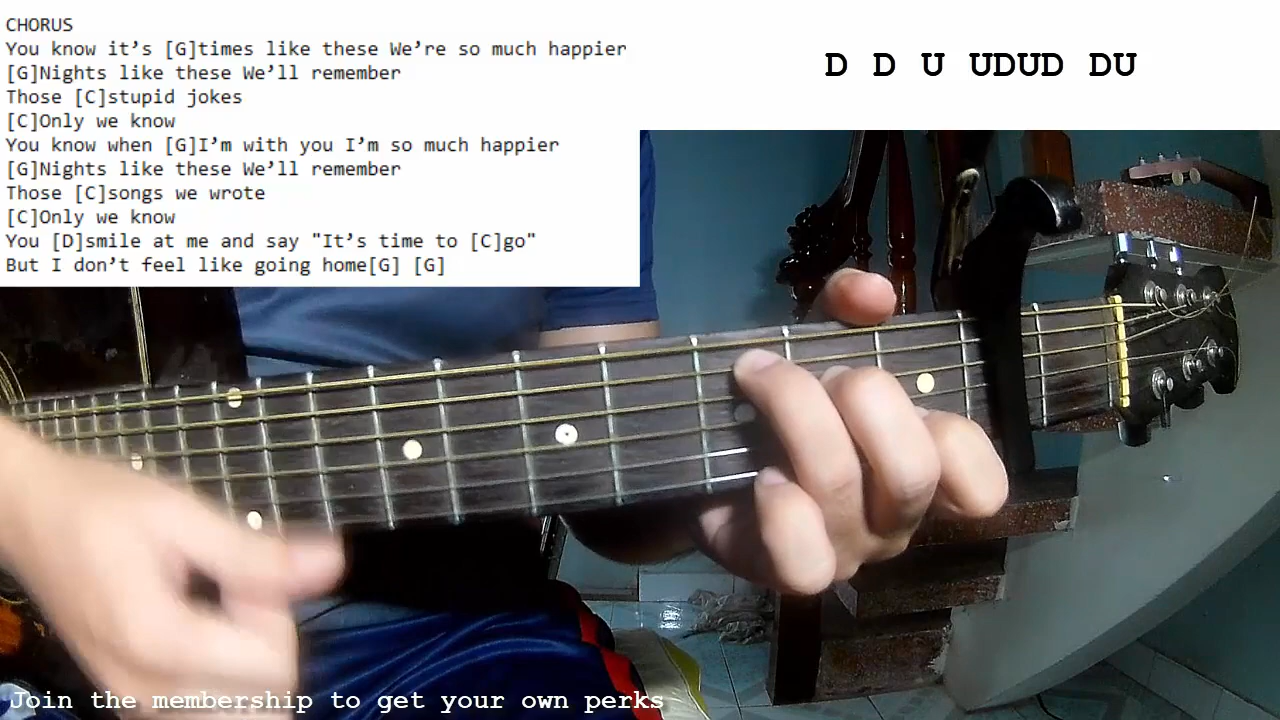 CHORUS
You know it’s [G]times like these We’re so much happier
[G]Nights like these We’ll remember
Those [C]stupid jokes
[C]Only we know
You know when [G]I’m with you I’m so much happier
[G]Nights like these We’ll remember
Those [C]songs we wrote
[C]Only we know
You [D]smile at me and say "It’s time to [C]go"
But I don’t feel like going home[G] [G]
D D U UDUD DU
Join the membership to get your own perks